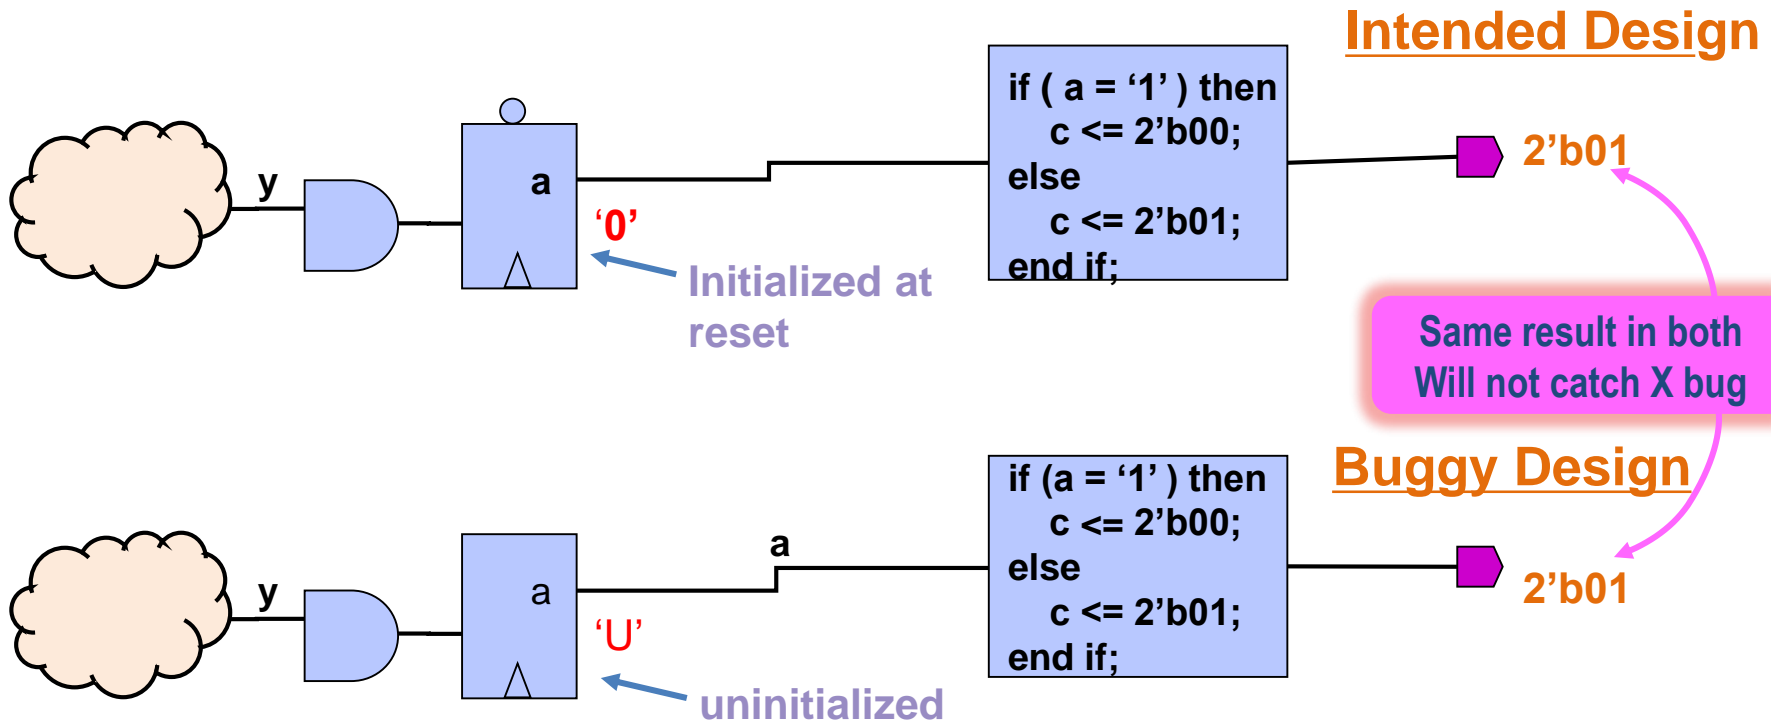 Intended Design
if ( a = ‘1’ ) then
c <= 2’b00;
else
c <= 2’b01;
end if;
y
a
‘0’
2’b01
Initialized at
reset
Same result in both
Will not catch X bug
Buggy Design
if (a = ‘1’ ) then
c <= 2’b00;
else
c <= 2’b01;
end if;
y
a
a
‘U’
2’b01
uninitialized